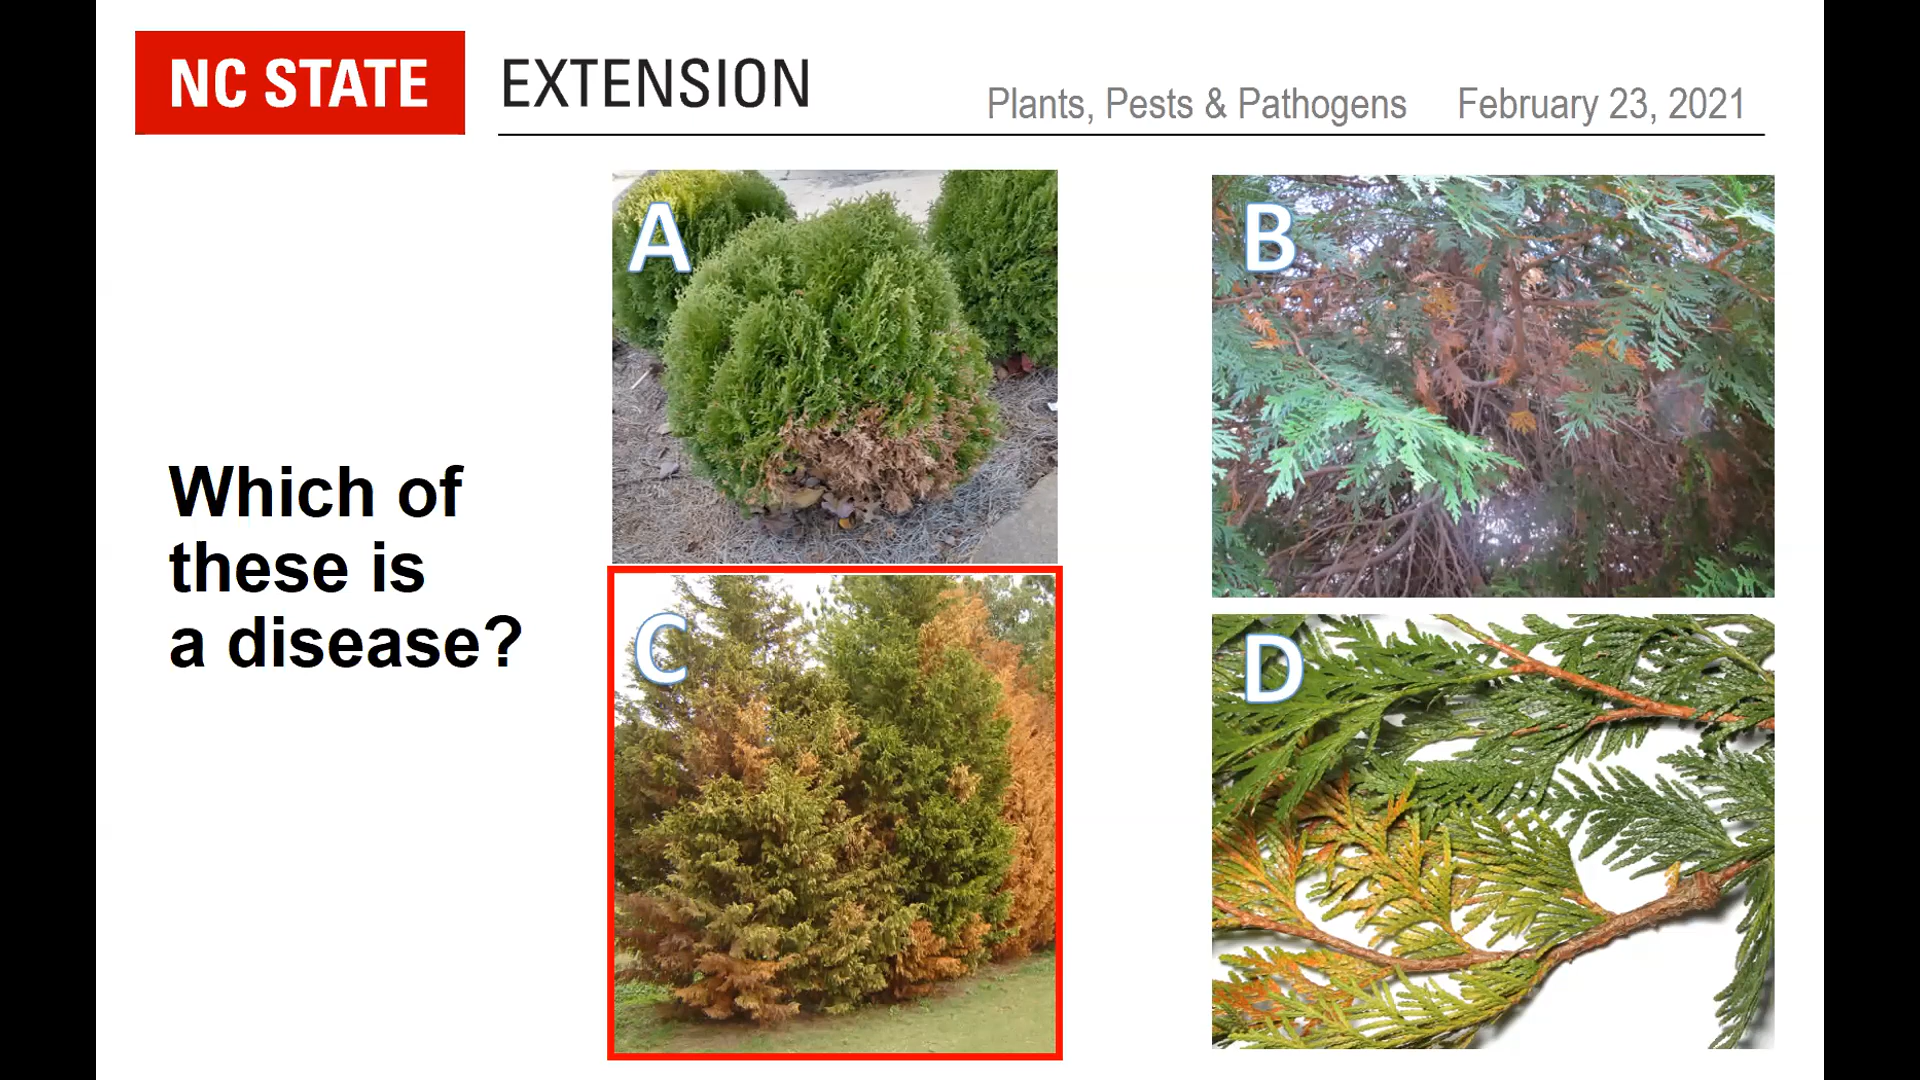 NC STATE EXTENSION
Plants, Pests & Pathogens February 23, 2021
Which of
these is
a disease?
A
B
C
D